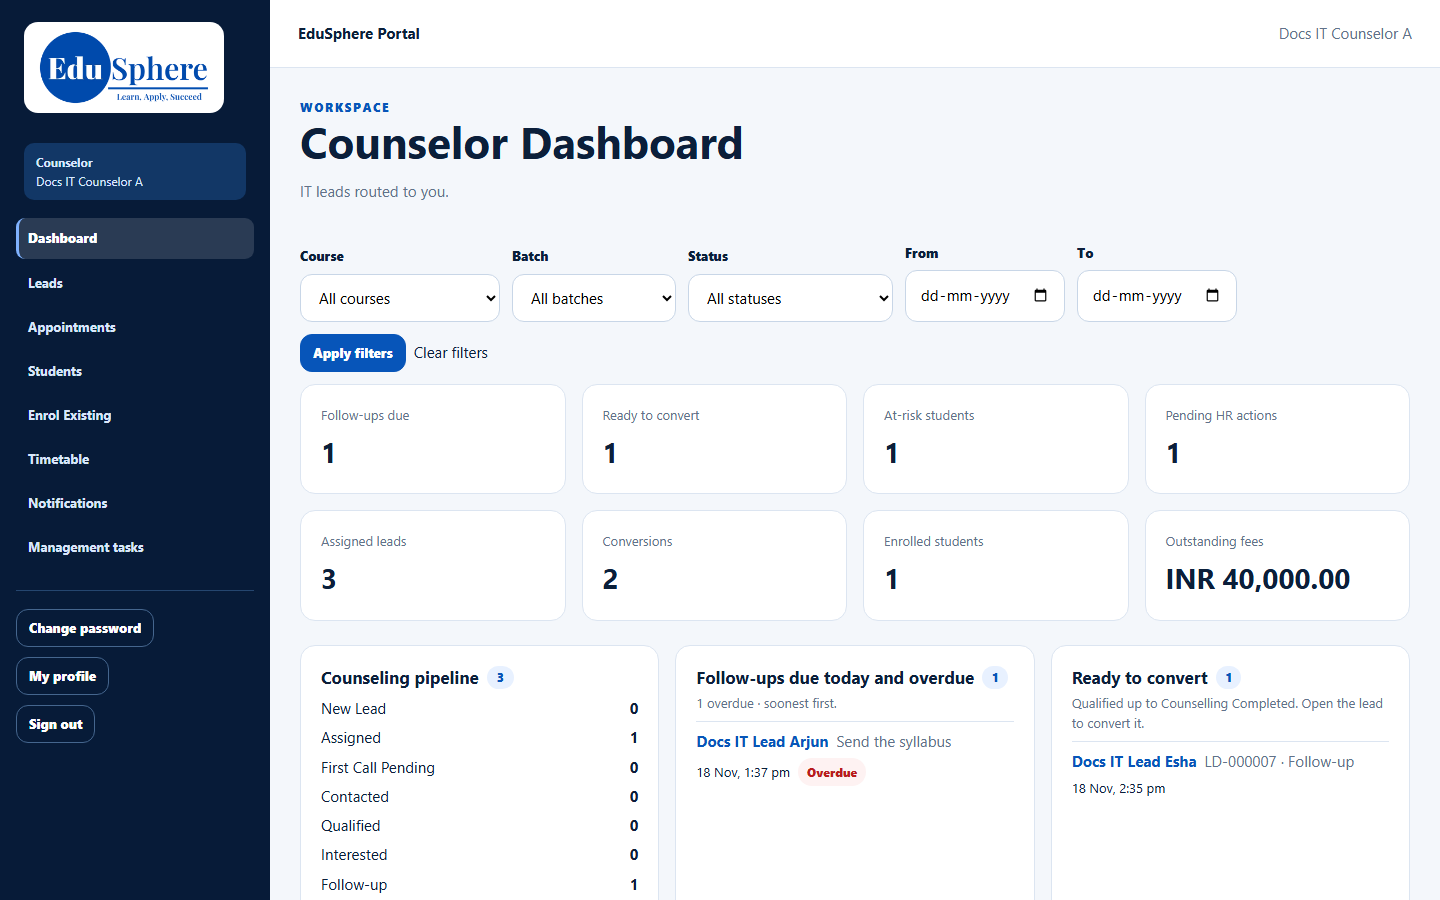 EduSphere
Learn. Apply, Succeed
Counselor
Docs IT Counselor A
Dashboard
Leads
Appointments
Students
Enrol Existing
Timetable
Notifications
Management tasks
Change password
My profile
Sign out
EduSphere Portal
Docs IT Counselor A
WORKSPACE
Counselor Dashboard
IT leads routed to you.
Course Batch Status From To
All courses All batches All statuses dd-mm-yyyy dd-mm-yyyy
Apply filters Clear filters
Follow-ups due
1
Ready to convert
1
At-risk students
1
Pending HR actions
1
Assigned leads
3
Conversions
2
Enrolled students
1
Outstanding fees
INR 40,000.00
Counseling pipeline 3
New Lead 0
Assigned 1
First Call Pending 0
Contacted 0
Qualified 0
Interested 0
Follow-up 1
Follow-ups due today and overdue 1
1 overdue · soonest first.
Docs IT Lead Arjun Send the syllabus
18 Nov, 1:37 pm Overdue
Ready to convert 1
Qualified up to Counselling Completed. Open the lead
to convert it.
Docs IT Lead Esha LD-000007 · Follow-up
18 Nov, 2:35 pm